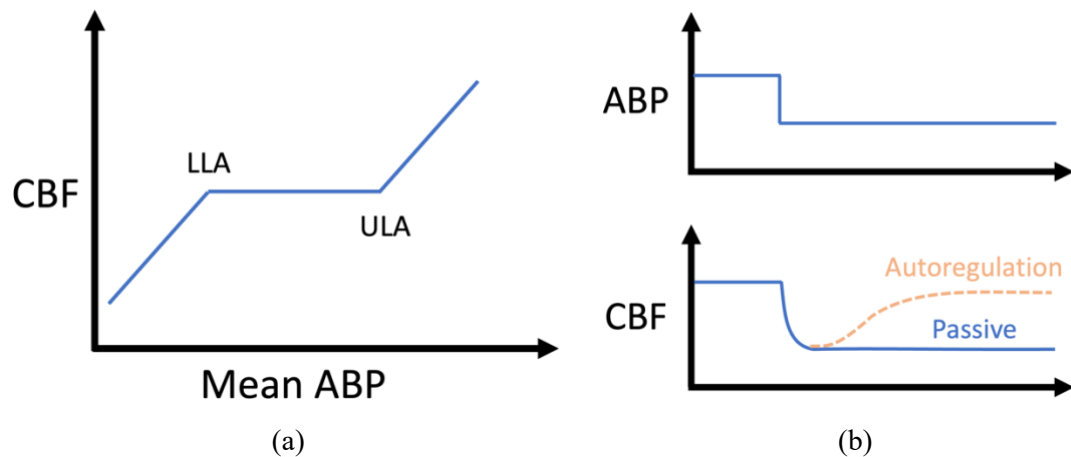 CBF
LLA
ULA
Mean ABP
(a)
ABP
CBF
Autoregulation
Passive
(b)